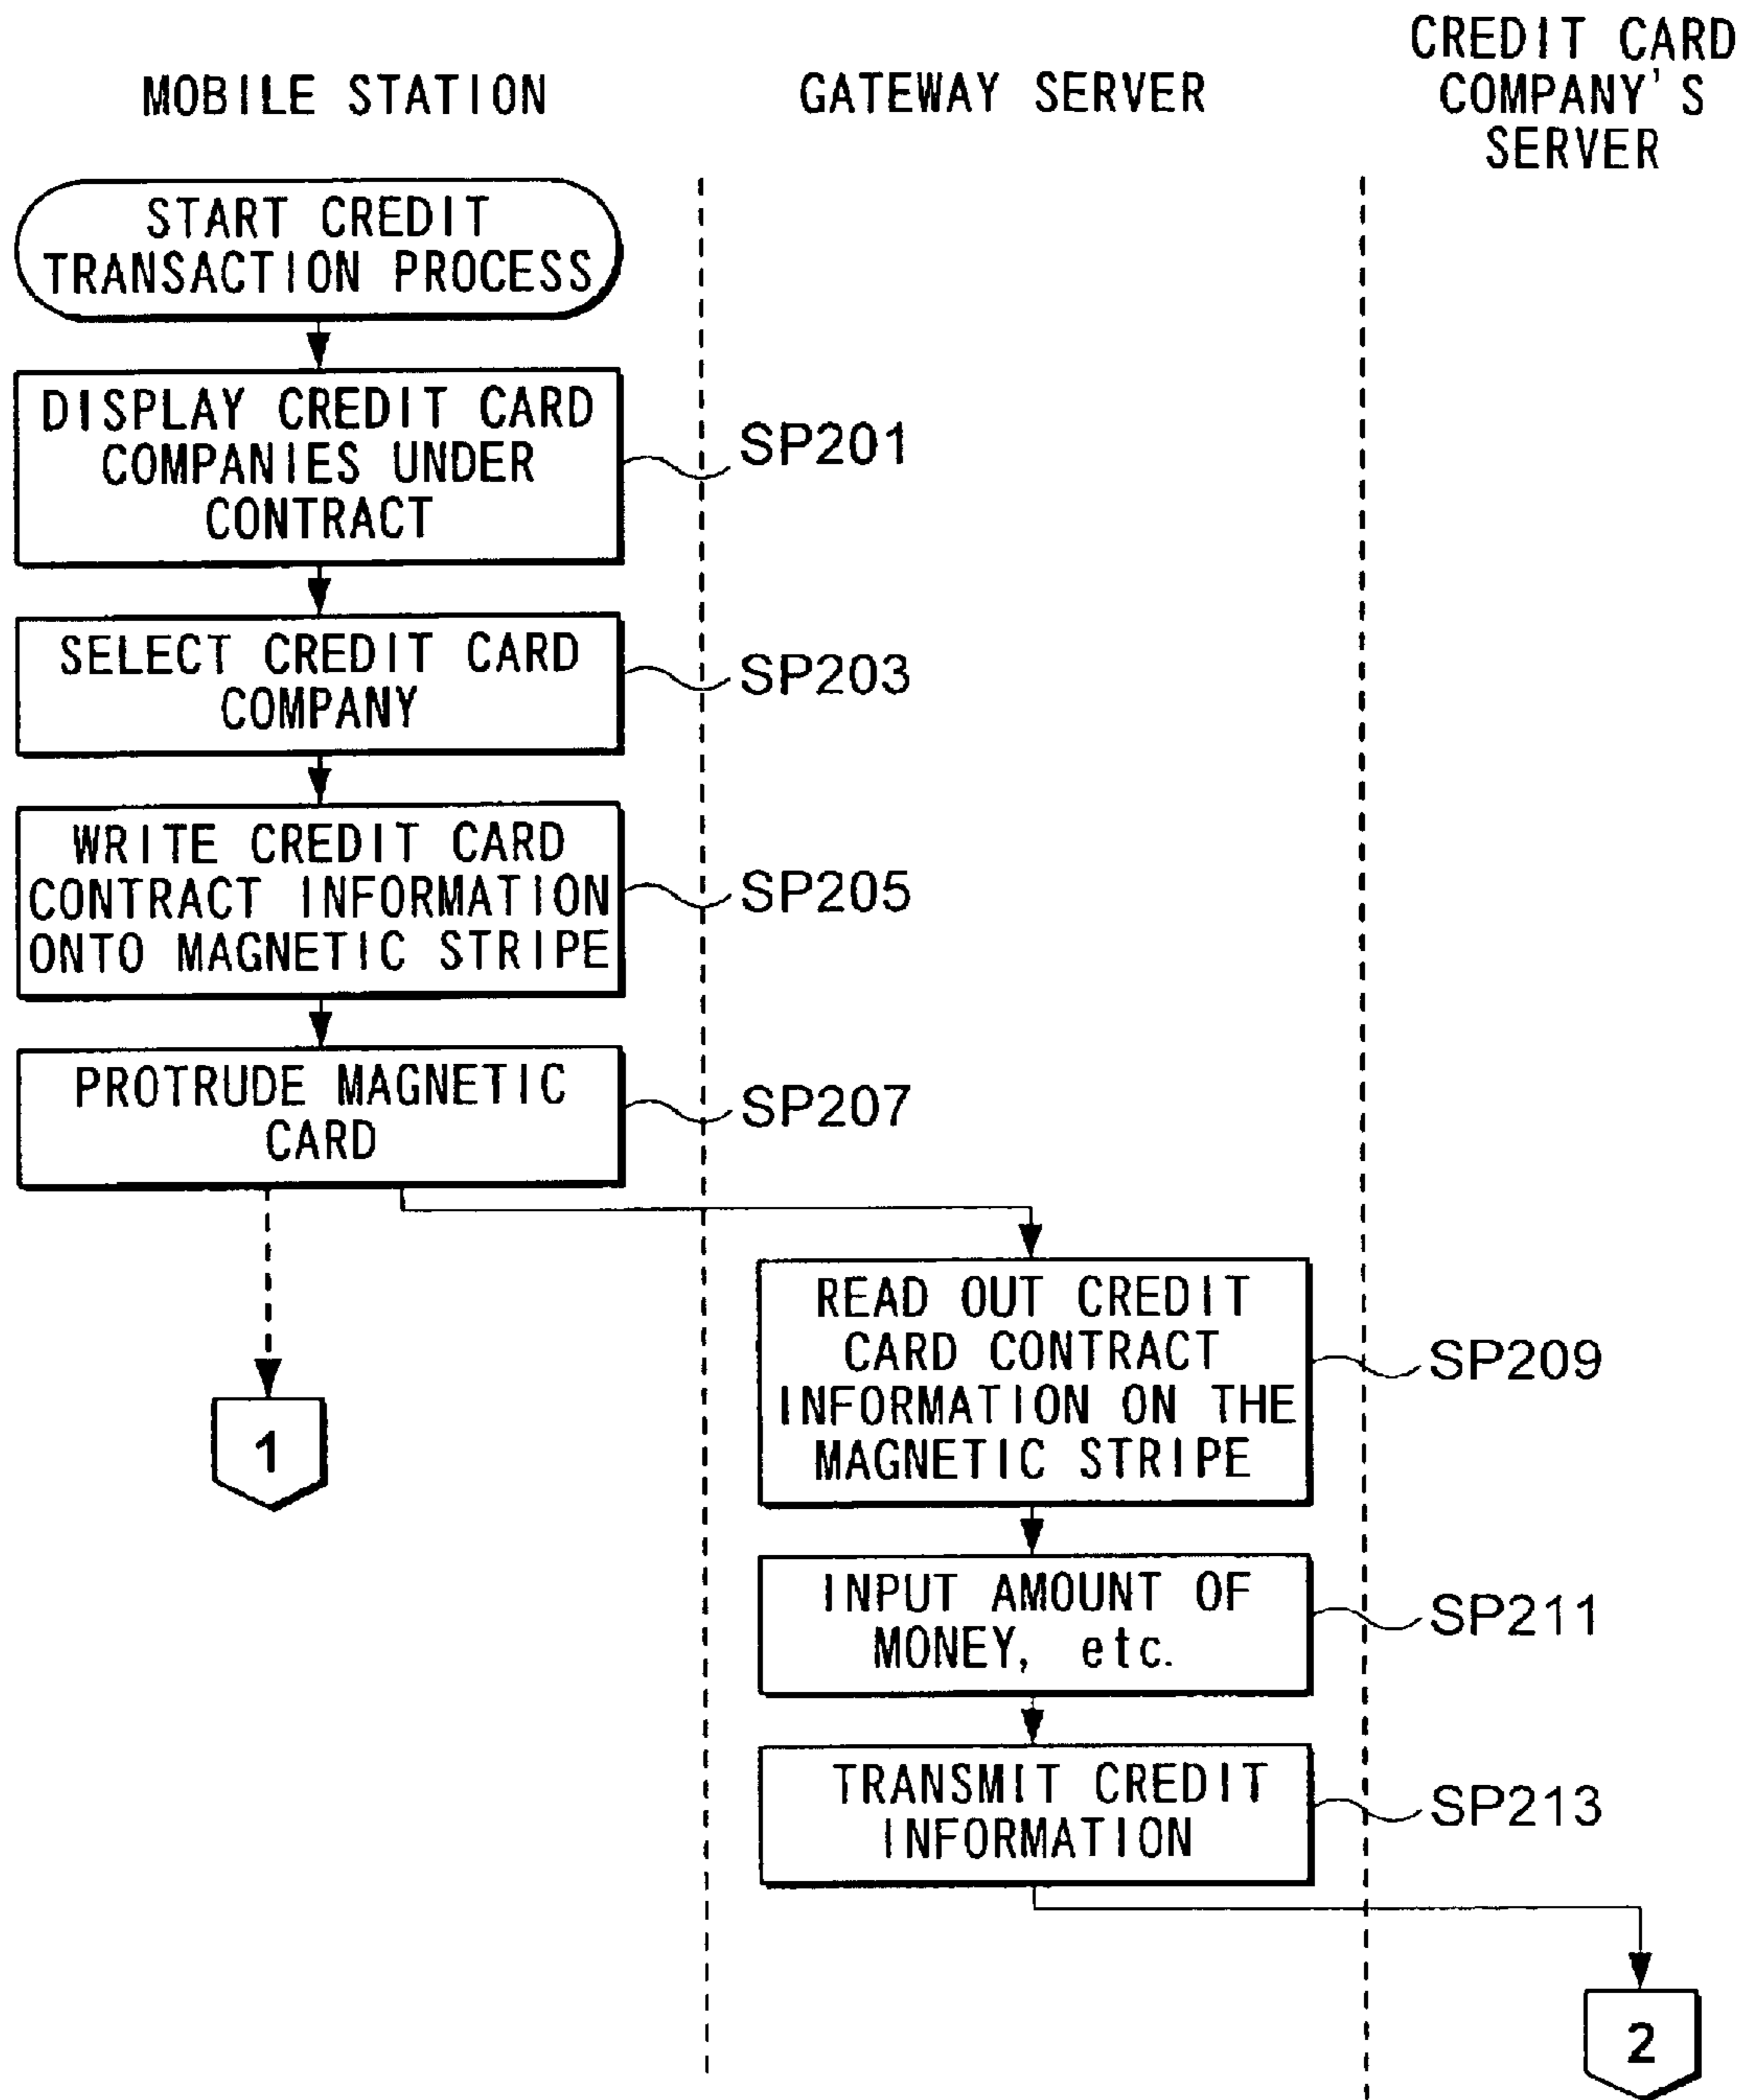 MOBILE STATION
GATEWAY SERVER
CREDIT CARD
COMPANY'S
SERVER
START CREDIT
TRANSACTION PROCESS
DISPLAY CREDIT CARD
COMPANIES UNDER
CONTRACT
SP201
SELECT CREDIT CARD
COMPANY
SP203
WRITE CREDIT CARD
CONTRACT INFORMATION
ONTO MAGNETIC STRIPE
SP205
PROTRUDE MAGNETIC
CARD
SP207
1
READ OUT CREDIT
CARD CONTRACT
INFORMATION ON THE
MAGNETIC STRIPE
SP209
INPUT AMOUNT OF
MONEY, etc.
SP211
TRANSMIT CREDIT
INFORMATION
SP213
2